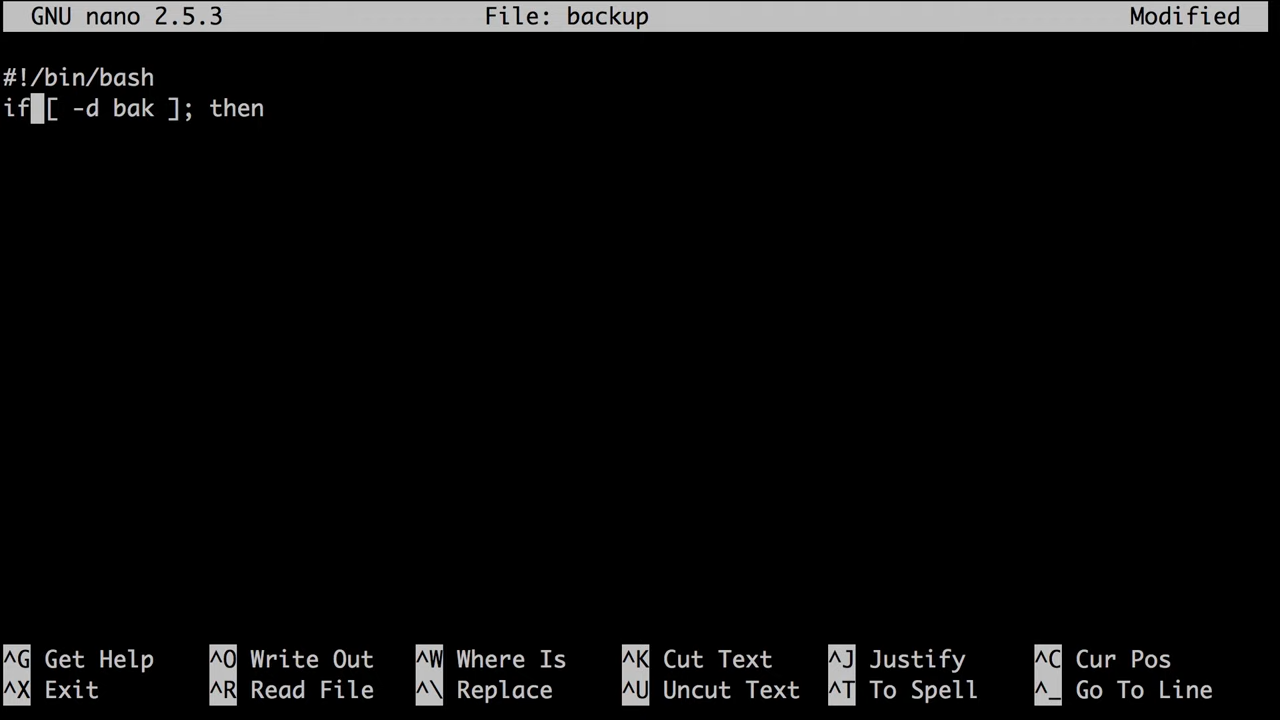 GNU nano 2.5.3 File: backup Modified
#!/bin/bash
if [ -d bak ]; then
^G Get Help ^O Write Out ^W Where Is ^K Cut Text ^J Justify ^C Cur Pos
^X Exit ^R Read File ^\ Replace ^U Uncut Text ^T To Spell ^_ Go To Line